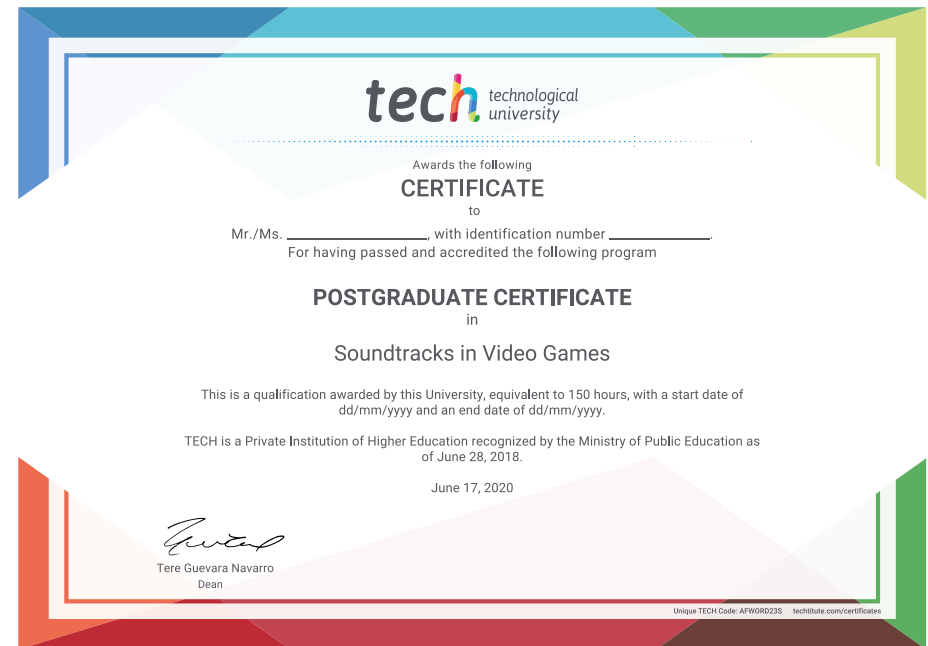 tech technological
university
Awards the following
CERTIFICATE
to
Mr./Ms. ____________________, with identification number ______________.
For having passed and accredited the following program
POSTGRADUATE CERTIFICATE
in
Soundtracks in Video Games
This is a qualification awarded by this University, equivalent to 150 hours, with a start date of
dd/mm/yyyy and an end date of dd/mm/yyyy.
TECH is a Private Institution of Higher Education recognized by the Ministry of Public Education as
of June 28, 2018.
June 17, 2020
Tere Guevara Navarro
Dean
Unique TECH Code: AFWORD23S techtitute.com/certificates